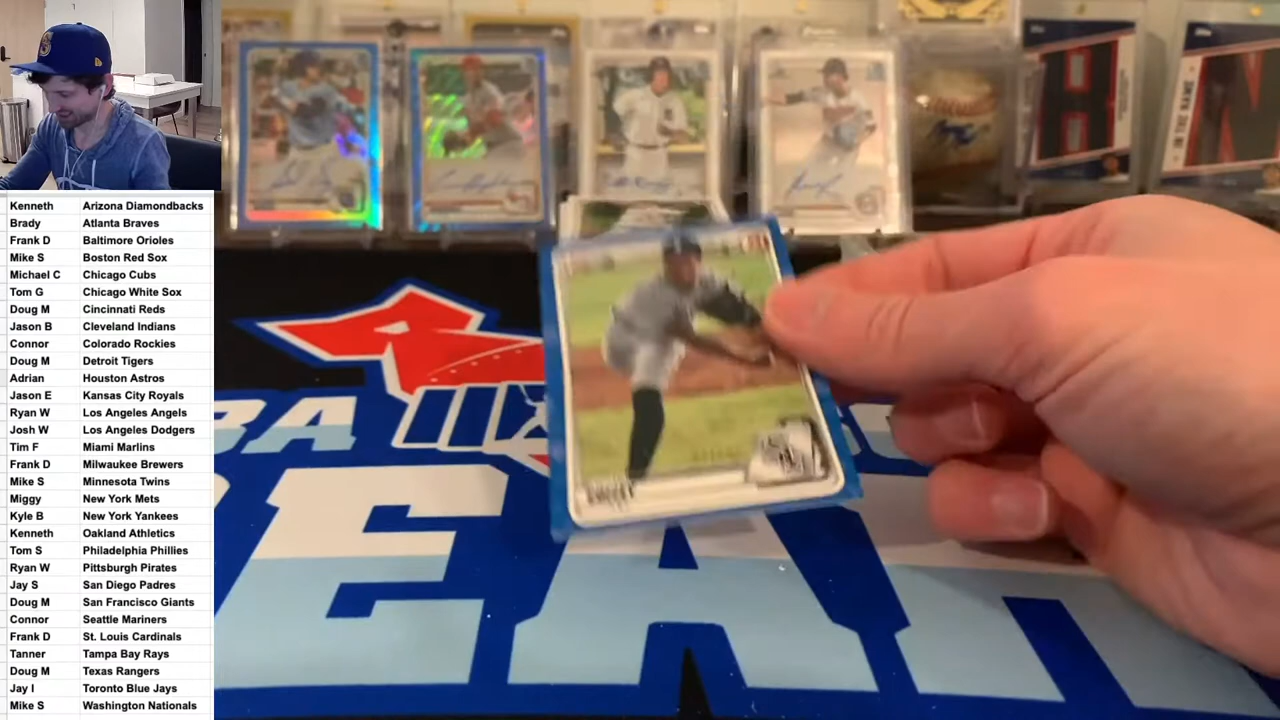 Kenneth Arizona Diamondbacks
Brady Atlanta Braves
Frank D Baltimore Orioles
Mike S Boston Red Sox
Michael C Chicago Cubs
Tom G Chicago White Sox
Doug M Cincinnati Reds
Jason B Cleveland Indians
Connor Colorado Rockies
Doug M Detroit Tigers
Adrian Houston Astros
Jason E Kansas City Royals
Ryan W Los Angeles Angels
Josh W Los Angeles Dodgers
Tim F Miami Marlins
Frank D Milwaukee Brewers
Mike S Minnesota Twins
Miggy New York Mets
Kyle B New York Yankees
Kenneth Oakland Athletics
Tom S Philadelphia Phillies
Ryan W Pittsburgh Pirates
Jay S San Diego Padres
Doug M San Francisco Giants
Connor Seattle Mariners
Frank D St. Louis Cardinals
Tanner Tampa Bay Rays
Doug M Texas Rangers
Jay I Toronto Blue Jays
Mike S Washington Nationals